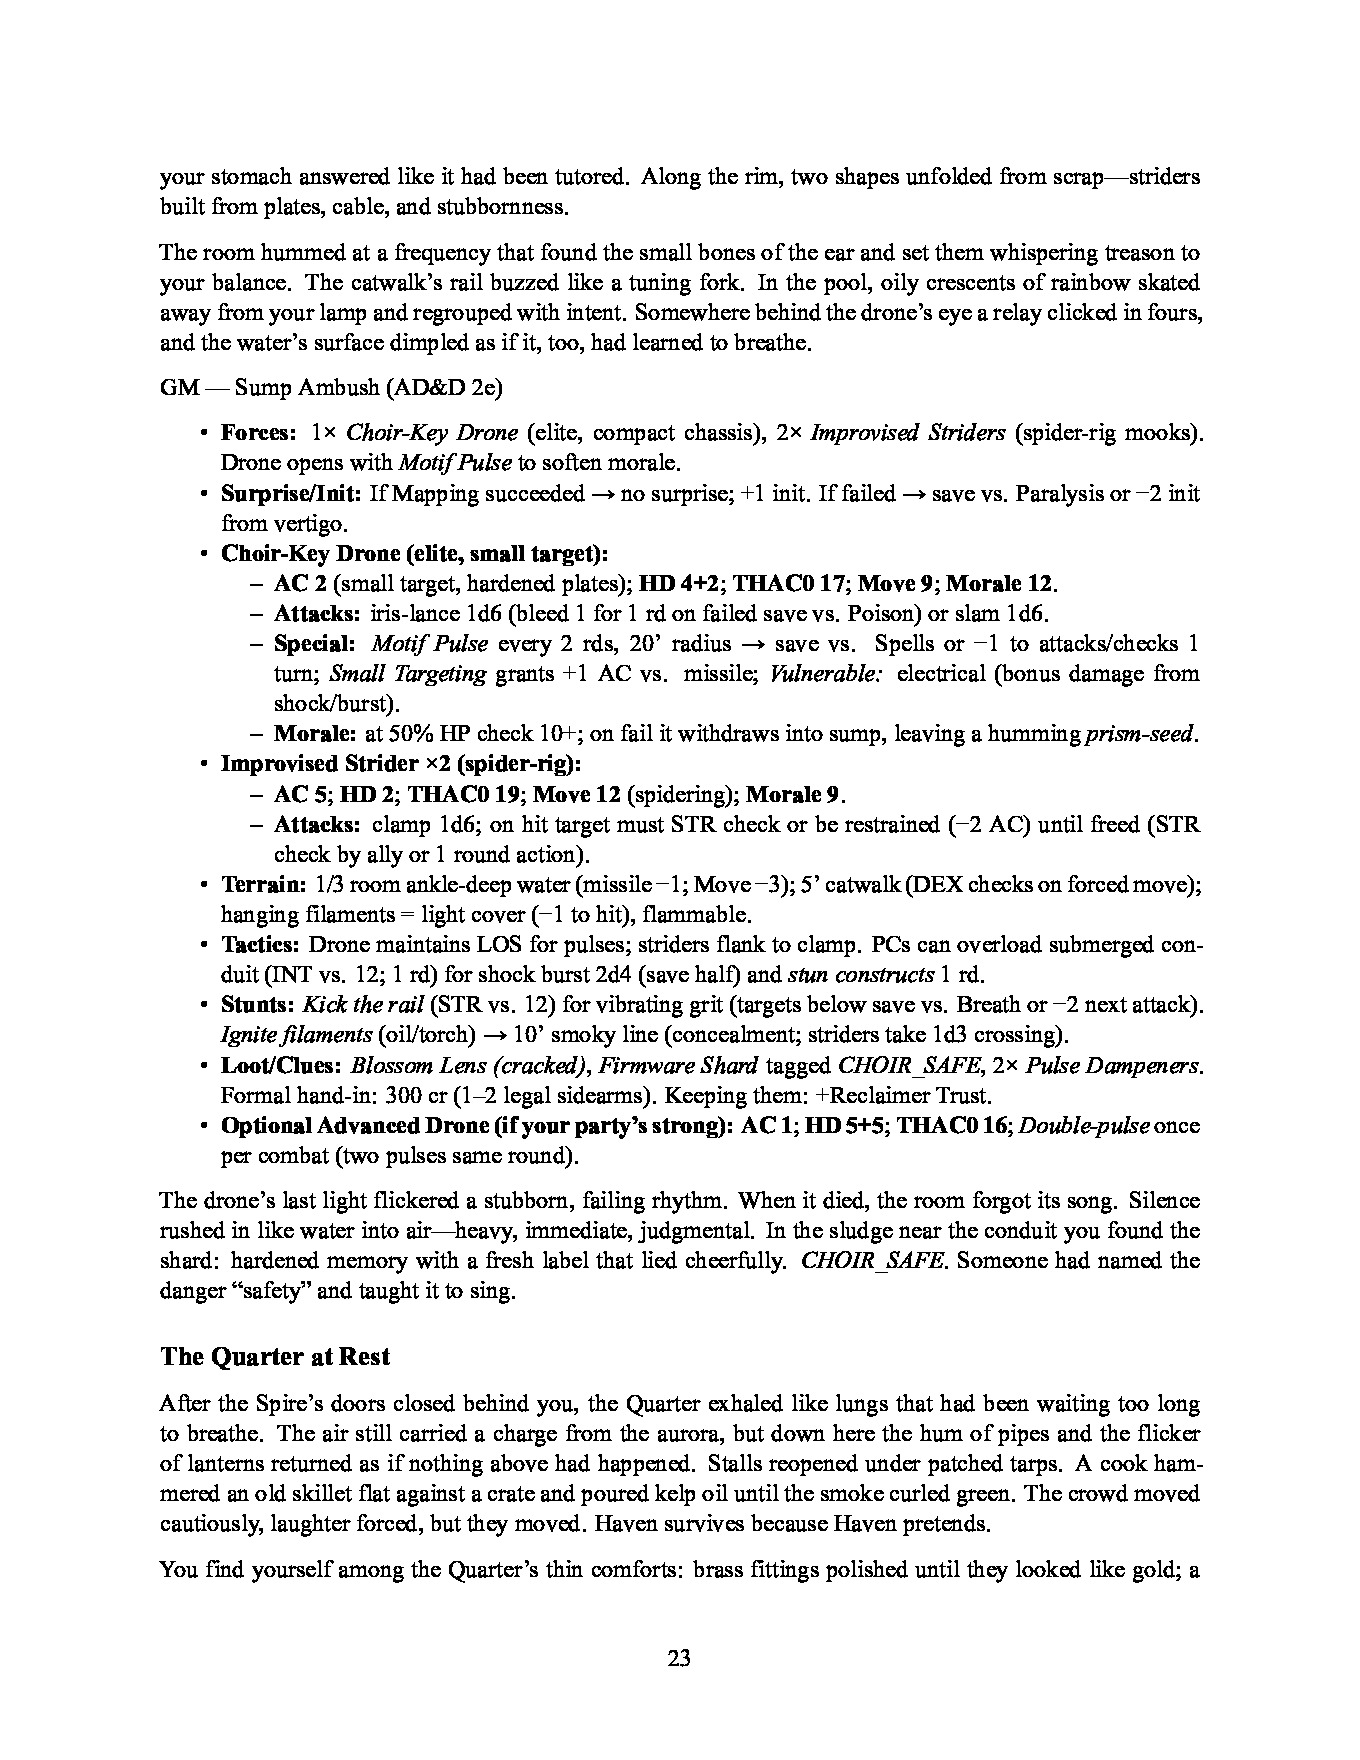 your stomach answered like it had been tutored. Along the rim, two shapes unfolded from scrap—striders
built from plates, cable, and stubbornness.
The room hummed at a frequency that found the small bones of the ear and set them whispering treason to
your balance. The catwalk’s rail buzzed like a tuning fork. In the pool, oily crescents of rainbow skated
away from your lamp and regrouped with intent. Somewhere behind the drone’s eye a relay clicked in fours,
and the water’s surface dimpled as if it, too, had learned to breathe.
GM — Sump Ambush (AD&D 2e)
• Forces: 1× Choir-Key Drone (elite, compact chassis), 2× Improvised Striders (spider-rig mooks).
Drone opens with Motif Pulse to soften morale.
• Surprise/Init: If Mapping succeeded → no surprise; +1 init. If failed → save vs. Paralysis or −2 init
from vertigo.
• Choir-Key Drone (elite, small target):
– AC 2 (small target, hardened plates); HD 4+2; THAC0 17; Move 9; Morale 12.
– Attacks: iris-lance 1d6 (bleed 1 for 1 rd on failed save vs. Poison) or slam 1d6.
– Special: Motif Pulse every 2 rds, 20’ radius → save vs. Spells or −1 to attacks/checks 1
turn; Small Targeting grants +1 AC vs. missile; Vulnerable: electrical (bonus damage from
shock/burst).
– Morale: at 50% HP check 10+; on fail it withdraws into sump, leaving a humming prism-seed.
• Improvised Strider ×2 (spider-rig):
– AC 5; HD 2; THAC0 19; Move 12 (spidering); Morale 9.
– Attacks: clamp 1d6; on hit target must STR check or be restrained (−2 AC) until freed (STR
check by ally or 1 round action).
• Terrain: 1/3 room ankle-deep water (missile −1; Move −3); 5’ catwalk (DEX checks on forced move);
hanging filaments = light cover (−1 to hit), flammable.
• Tactics: Drone maintains LOS for pulses; striders flank to clamp. PCs can overload submerged con-
duit (INT vs. 12; 1 rd) for shock burst 2d4 (save half) and stun constructs 1 rd.
• Stunts: Kick the rail (STR vs. 12) for vibrating grit (targets below save vs. Breath or −2 next attack).
Ignite filaments (oil/torch) → 10’ smoky line (concealment; striders take 1d3 crossing).
• Loot/Clues: Blossom Lens (cracked), Firmware Shard tagged CHOIR_SAFE, 2× Pulse Dampeners.
Formal hand-in: 300 cr (1–2 legal sidearms). Keeping them: +Reclaimer Trust.
• Optional Advanced Drone (if your party’s strong): AC 1; HD 5+5; THAC0 16; Double-pulse once
per combat (two pulses same round).
The drone’s last light flickered a stubborn, failing rhythm. When it died, the room forgot its song. Silence
rushed in like water into air—heavy, immediate, judgmental. In the sludge near the conduit you found the
shard: hardened memory with a fresh label that lied cheerfully. CHOIR_SAFE. Someone had named the
danger “safety” and taught it to sing.
The Quarter at Rest
After the Spire’s doors closed behind you, the Quarter exhaled like lungs that had been waiting too long
to breathe. The air still carried a charge from the aurora, but down here the hum of pipes and the flicker
of lanterns returned as if nothing above had happened. Stalls reopened under patched tarps. A cook ham-
mered an old skillet flat against a crate and poured kelp oil until the smoke curled green. The crowd moved
cautiously, laughter forced, but they moved. Haven survives because Haven pretends.
You find yourself among the Quarter’s thin comforts: brass fittings polished until they looked like gold; a
23